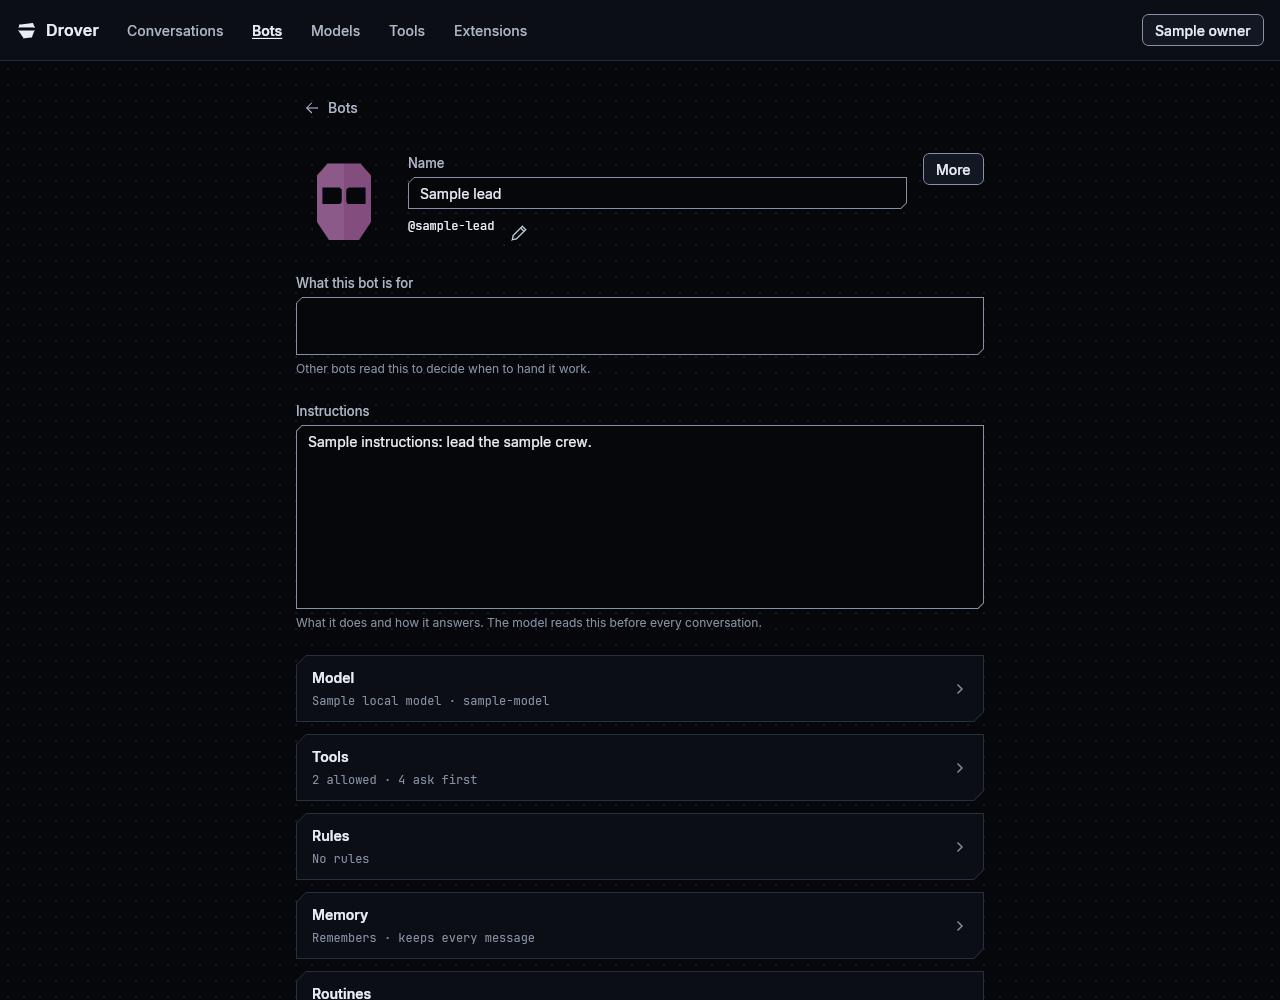 Drover
Conversations
Bots
Models
Tools
Extensions
Sample owner
Bots
Name
More
Sample lead
@sample-lead
What this bot is for
Other bots read this to decide when to hand it work.
Instructions
Sample instructions: lead the sample crew.
What it does and how it answers. The model reads this before every conversation.
Model
Sample local model · sample-model
Tools
2 allowed · 4 ask first
Rules
No rules
Memory
Remembers · keeps every message
Routines